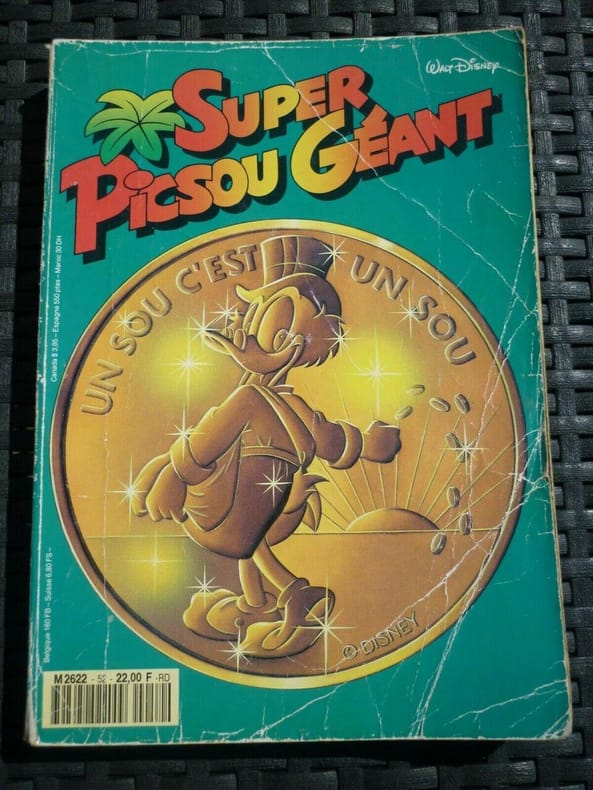 WALT DISNEY
SUPER
PICSOU GÉANT
UN SOU C'EST UN SOU
© DISNEY
Canada $ 3,95 - Espagne 550 ptas - Maroc 30 DH
Belgique 160 FB - Suisse 6,80 FS -
M 2622 - 52 - 22,00 F -RD